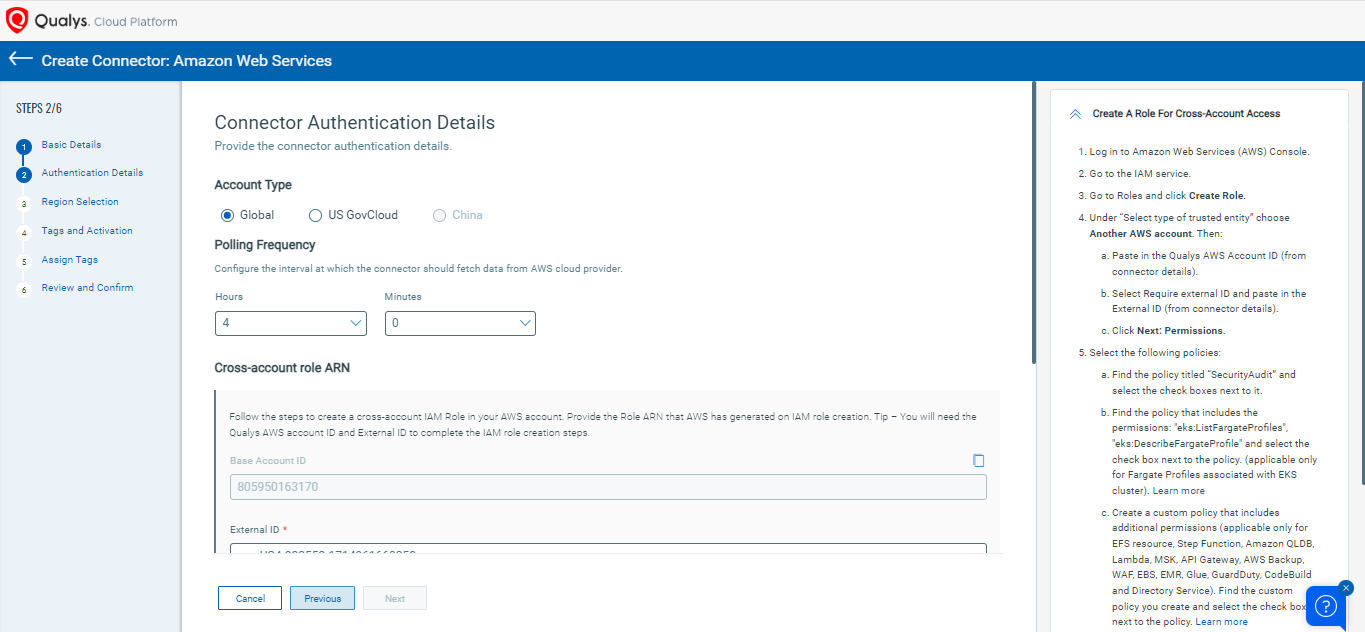 Qualys. Cloud Platform
Create Connector: Amazon Web Services
STEPS 2/6
1 Basic Details
2 Authentication Details
3 Region Selection
4 Tags and Activation
5 Assign Tags
6 Review and Confirm
Connector Authentication Details
Provide the connector authentication details.
Account Type
Global US GovCloud China
Polling Frequency
Configure the interval at which the connector should fetch data from AWS cloud provider.
Hours Minutes
4 0
Cross-account role ARN
Follow the steps to create a cross-account IAM Role in your AWS account. Provide the Role ARN that AWS has generated on IAM role creation. Tip – You will need the
Qualys AWS account ID and External ID to complete the IAM role creation steps.
Base Account ID
805950163170
External ID *
Cancel Previous Next
Create A Role For Cross-Account Access
1. Log in to Amazon Web Services (AWS) Console.
2. Go to the IAM service.
3. Go to Roles and click Create Role.
4. Under “Select type of trusted entity” choose
Another AWS account. Then:
a. Paste in the Qualys AWS Account ID (from
connector details).
b. Select Require external ID and paste in the
External ID (from connector details).
c. Click Next: Permissions.
5. Select the following policies:
a. Find the policy titled “SecurityAudit” and
select the check boxes next to it.
b. Find the policy that includes the
permissions: "eks:ListFargateProfiles",
"eks:DescribeFargateProfile" and select the
check box next to the policy. (applicable only
for Fargate Profiles associated with EKS
cluster). Learn more
c. Create a custom policy that includes
additional permissions (applicable only for
EFS resource, Step Function, Amazon QLDB,
Lambda, MSK, API Gateway, AWS Backup,
WAF, EBS, EMR, Glue, GuardDuty, CodeBuild
and Directory Service). Find the custom
policy you create and select the check box
next to the policy. Learn more